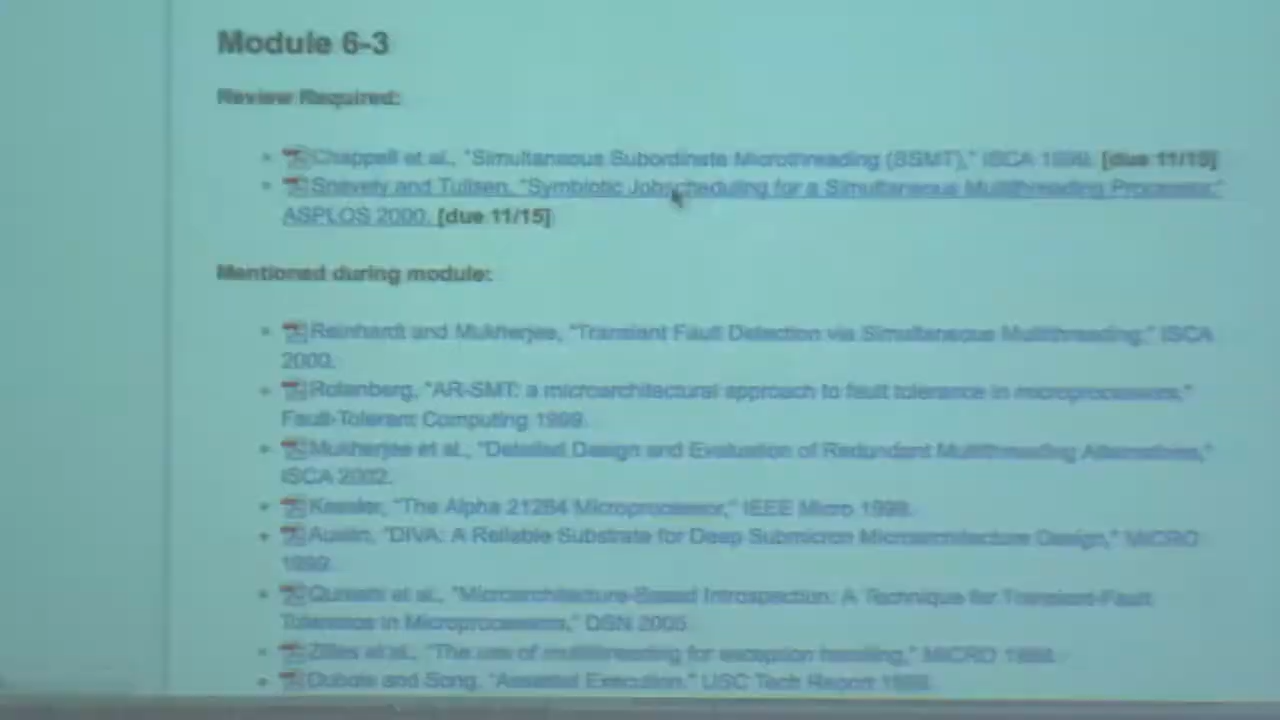 Module 6-3
Review Required:
Chappell et al., "Simultaneous Subordinate Microthreading (SSMT)," ISCA 1999. [due 11/15]
Snavely and Tullsen, "Symbiotic Jobscheduling for a Simultaneous Multithreading Processor,"
ASPLOS 2000. [due 11/15]
Mentioned during module:
Reinhardt and Mukherjee, "Transient Fault Detection via Simultaneous Multithreading," ISCA
2000.
Rotenberg, "AR-SMT: a microarchitectural approach to fault tolerance in microprocessors,"
Fault-Tolerant Computing 1999.
Mukherjee et al., "Detailed Design and Evaluation of Redundant Multithreading Alternatives,"
ISCA 2002.
Kessler, "The Alpha 21264 Microprocessor," IEEE Micro 1999.
Austin, "DIVA: A Reliable Substrate for Deep Submicron Microarchitecture Design," MICRO
1999.
Qureshi et al., "Microarchitecture-Based Introspection: A Technique for Transient-Fault
Tolerance in Microprocessors," DSN 2005.
Zilles et al., "The use of multithreading for exception handling," MICRO 1999.
Dubois and Song, "Assisted Execution," USC Tech Report 1998.